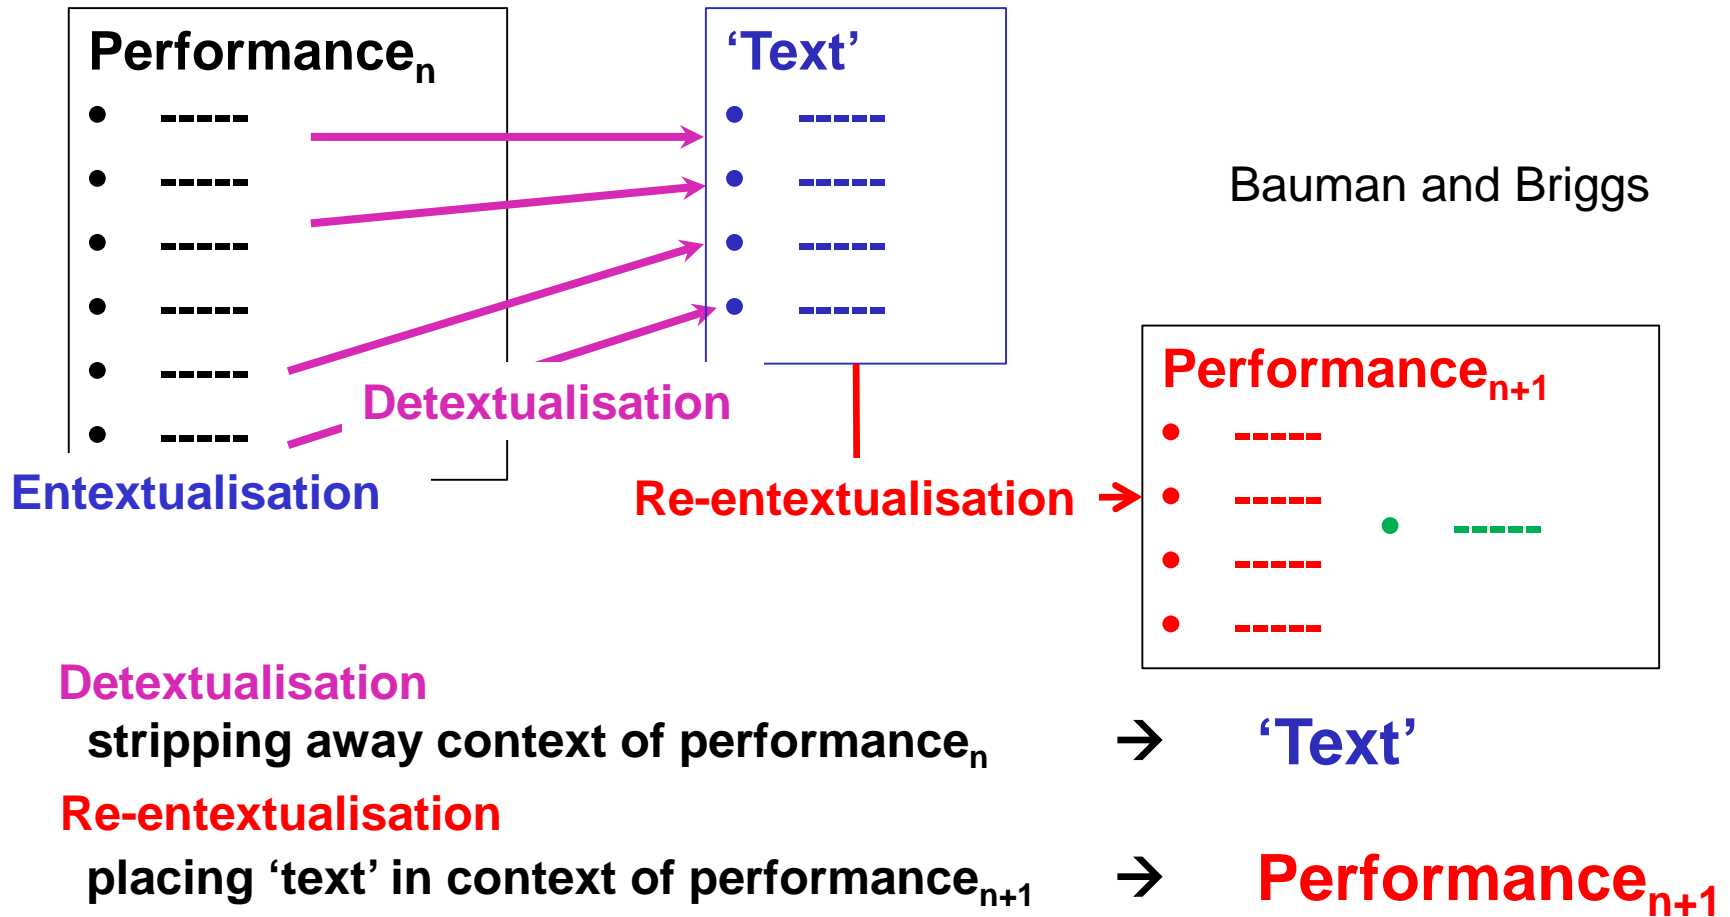 Performanceₙ
• -----
• -----
• -----
• -----
• -----
• -----
‘Text’
• -----
• -----
• -----
• -----
Bauman and Briggs
Detextualisation
Entextualisation
Re-entextualisation →
Performanceₙ₊₁
• -----
• -----
• -----
• -----
• -----
Detextualisation
stripping away context of performanceₙ → ‘Text’
Re-entextualisation
placing ‘text’ in context of performanceₙ₊₁ → Performanceₙ₊₁